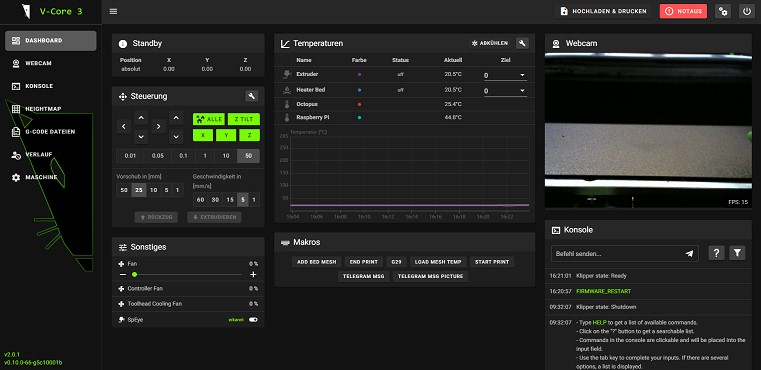 V-Core 3
HOCHLADEN & DRUCKEN
NOTAUS
DASHBOARD
WEBCAM
KONSOLE
HEIGHTMAP
G-CODE DATEIEN
VERLAUF
MASCHINE
v2.0.1
v0.10.0-66-g5c10001b
Standby
Position X Y Z
absolut 0.00 0.00 0.00
Steuerung
ALLE Z TILT
X Y Z
0.01 0.05 0.1 1 10 50
Vorschub in [mm]
50 25 10 5 1
Geschwindigkeit in
[mm/s]
60 30 15 5 1
RÜCKZUG EXTRUDIEREN
Sonstiges
Fan 0 %
Controller Fan 0 %
Toolhead Cooling Fan 0 %
SpEye
Temperaturen ABKÜHLEN
Name Farbe Status Aktuell Ziel
Extruder off 20.5°C 0
Heater Bed off 20.5°C 0
Octopus 25.4°C
Raspberry Pi 44.8°C
Temperatur [°C]
285
250
200
150
100
50
16:04 16:06 16:08 16:10 16:12 16:14 16:16 16:18 16:20 16:22
Makros
ADD BED MESH END PRINT G29 LOAD MESH TEMP START PRINT
TELEGRAM MSG TELEGRAM MSG PICTURE
Webcam
FPS: 15
Konsole
Befehl senden...
?
16:21:01 Klipper state: Ready
16:20:57 FIRMWARE_RESTART
09:32:07 Klipper state: Shutdown
09:32:07 - Type HELP to get a list of available commands.
- Click on the "?" button to get a searchable list.
- Commands in the console are clickable and will be placed into the
input field.
- Use the tab key to complete your inputs. If there are several
options, a list is displayed.